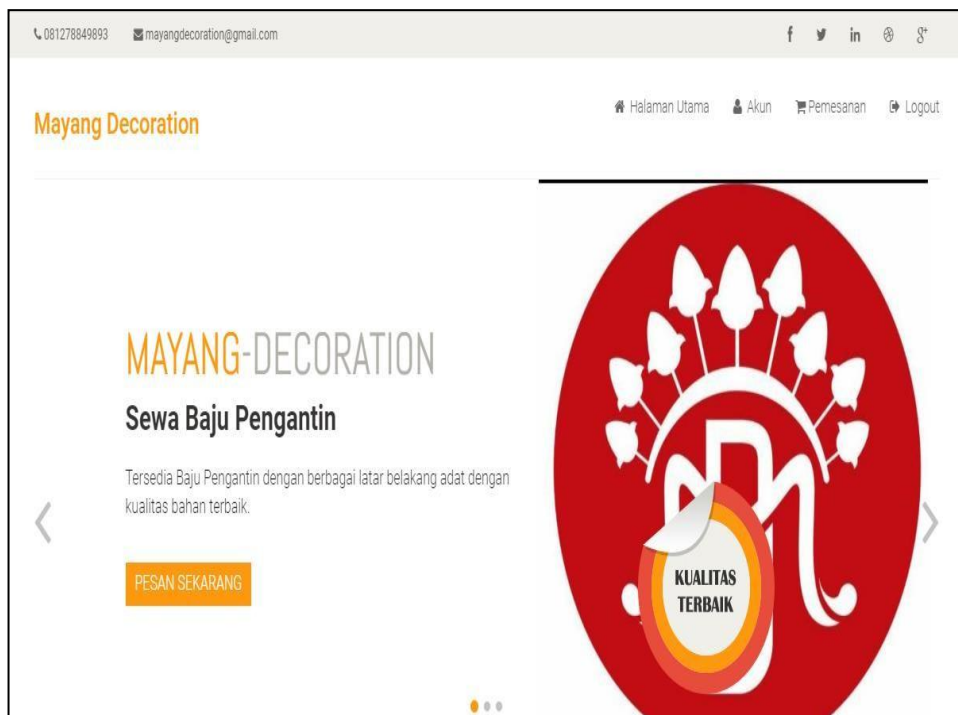 081278849893 mayangdecoration@gmail.com
Mayang Decoration
Halaman Utama Akun Pemesanan Logout
MAYANG-DECORATION
Sewa Baju Pengantin
Tersedia Baju Pengantin dengan berbagai latar belakang adat dengan
kualitas bahan terbaik.
PESAN SEKARANG
KUALITAS
TERBAIK